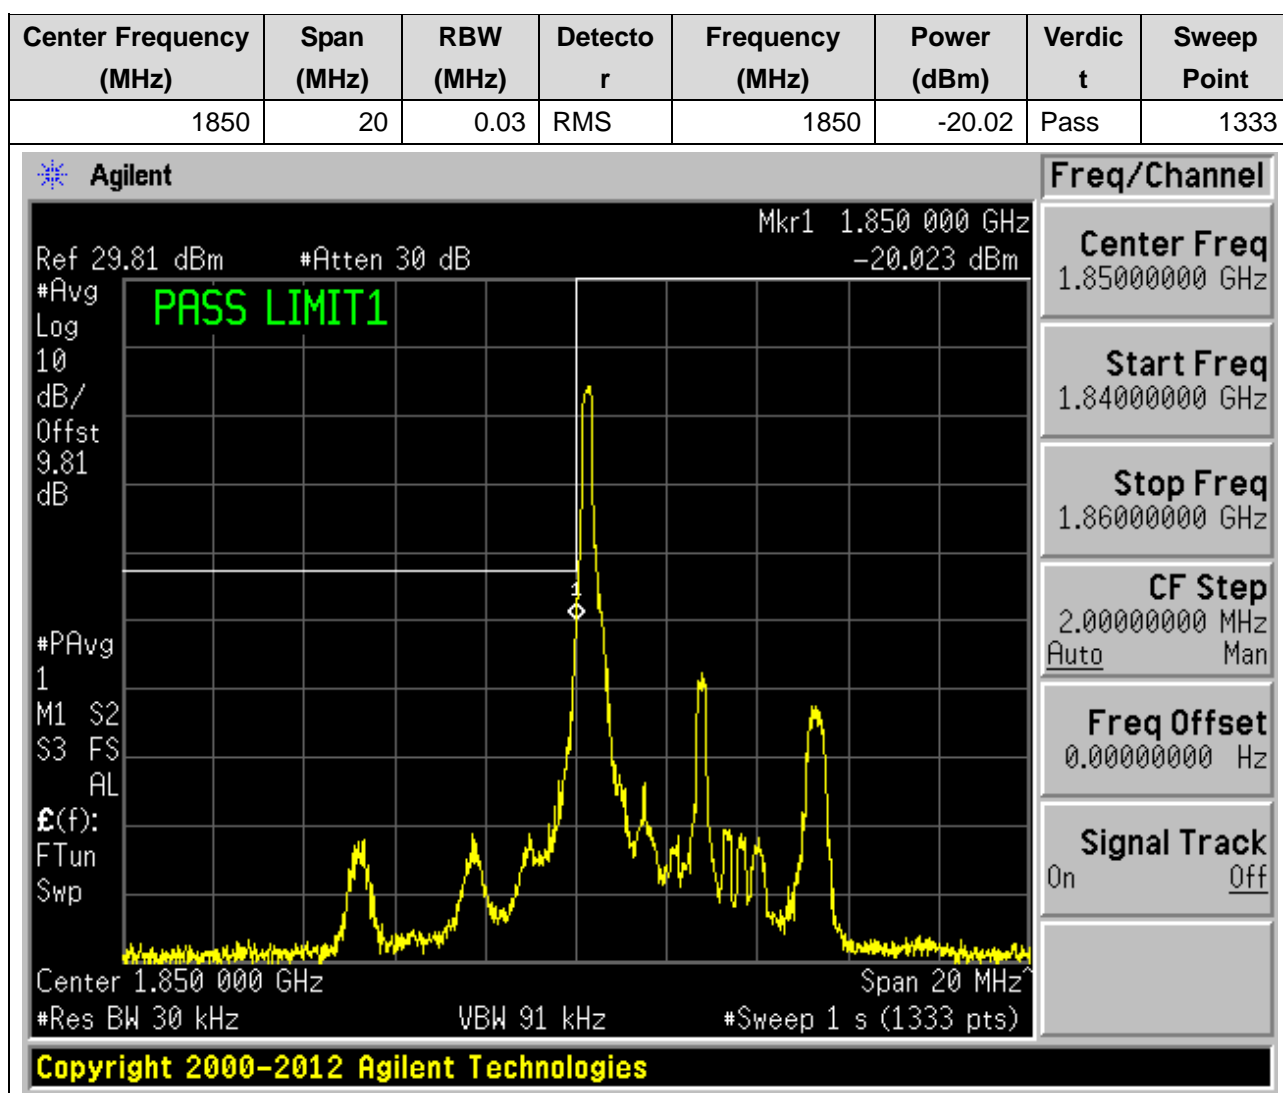 Center Frequency (MHz) Span (MHz) RBW (MHz) Detecto r Frequency (MHz) Power (dBm) Verdic t Sweep Point
1850 20 0.03 RMS 1850 -20.02 Pass 1333
Agilent Freq/Channel
Mkr1 1.850 000 GHz
Ref 29.81 dBm #Atten 30 dB -20.023 dBm
#Avg
Log
10
dB/
Offst
9.81
dB
PASS LIMIT1
1
#PAvg
1
M1 S2
S3 FS
AL
£(f):
FTun
Swp
Center 1.850 000 GHz Span 20 MHz^
#Res BW 30 kHz VBW 91 kHz #Sweep 1 s (1333 pts)
Center Freq
1.85000000 GHz
Start Freq
1.84000000 GHz
Stop Freq
1.86000000 GHz
CF Step
2.00000000 MHz
Auto Man
Freq Offset
0.00000000 Hz
Signal Track
On Off
Copyright 2000-2012 Agilent Technologies